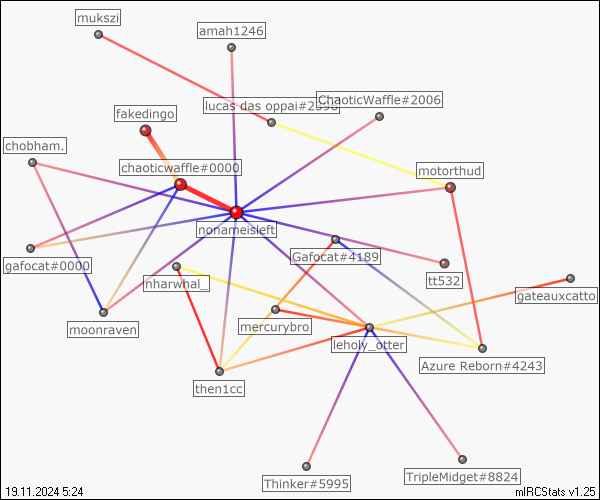 mukszi
amah1246
lucas das oppai#2398
ChaoticWaffle#2006
fakedingo
chobham.
chaoticwaffle#0000
motorthud
nonameisleft
Gafocat#4189
gafocat#0000
nharwhal_
tt532
gateauxcatto
moonraven
mercurybro
leholy_otter
Azure Reborn#4243
then1cc
Thinker#5995
TripleMidget#8824
19.11.2024 5:24
mIRCStats v1.25